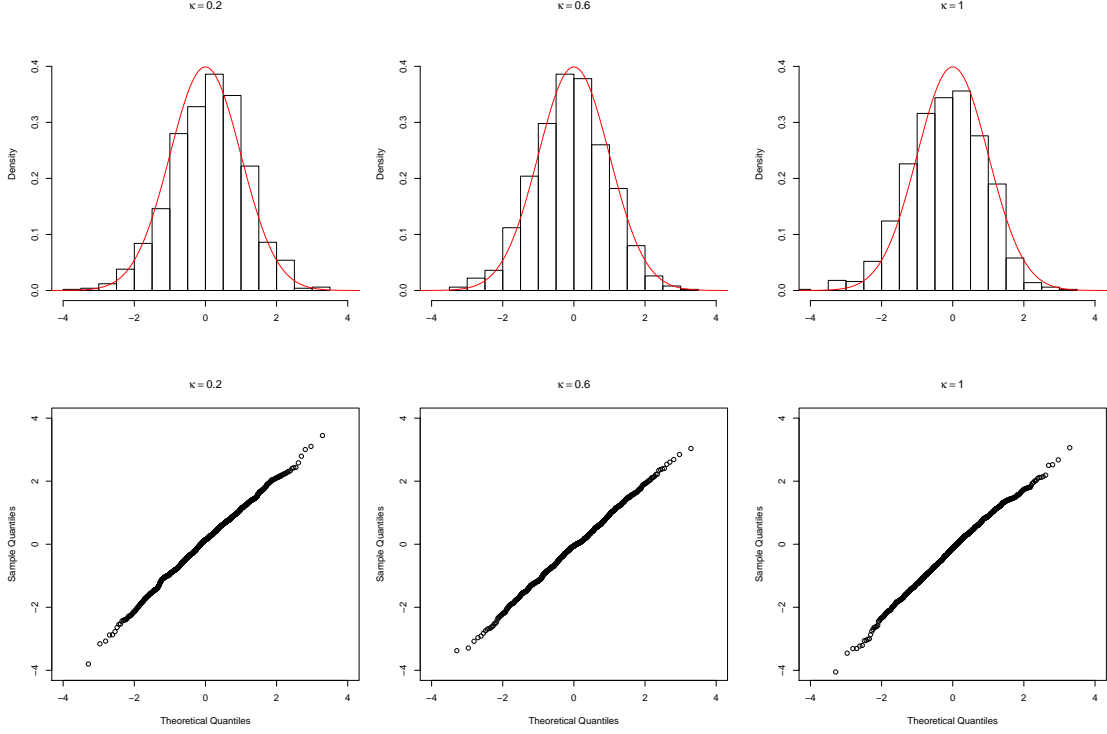 κ = 0.2
κ = 0.6
κ = 1
Density
0.0 0.1 0.2 0.3 0.4
−4 −2 0 2 4
Density
0.0 0.1 0.2 0.3 0.4
−4 −2 0 2 4
Density
0.0 0.1 0.2 0.3 0.4
−4 −2 0 2 4
κ = 0.2
κ = 0.6
κ = 1
Sample Quantiles
−4 −2 0 2 4
−4 −2 0 2 4
Theoretical Quantiles
Sample Quantiles
−4 −2 0 2 4
−4 −2 0 2 4
Theoretical Quantiles
Sample Quantiles
−4 −2 0 2 4
−4 −2 0 2 4
Theoretical Quantiles